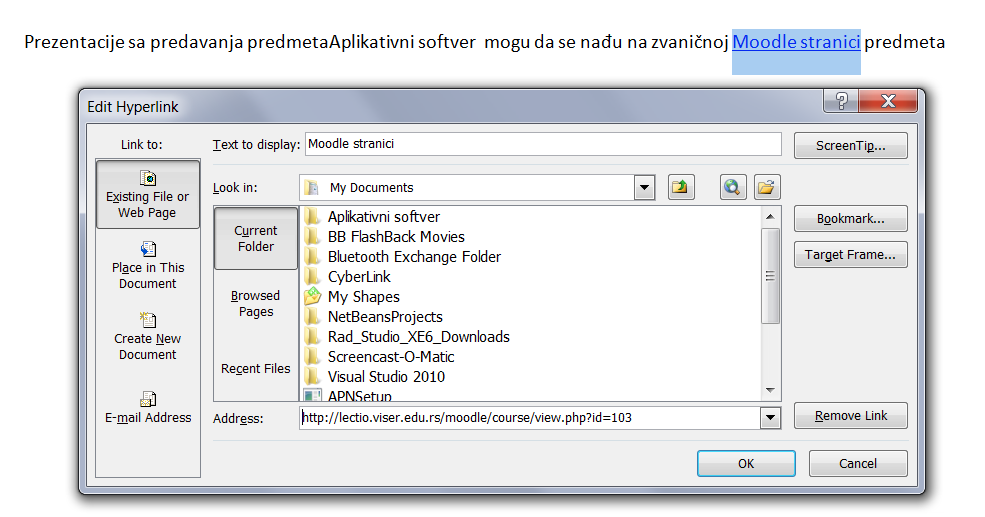 Prezentacije sa predavanja predmetaAplikativni softver mogu da se nađu na zvaničnoj Moodle stranici predmeta
Edit Hyperlink
Link to:
Text to display: Moodle stranici
ScreenTip...
Existing File or
Web Page
Look in: My Documents
Current
Folder
Aplikativni softver
BB FlashBack Movies
Bluetooth Exchange Folder
CyberLink
My Shapes
NetBeansProjects
Rad_Studio_XE6_Downloads
Screencast-O-Matic
Visual Studio 2010
APNSetup
Bookmark...
Target Frame...
Place in This
Document
Browsed
Pages
Create New
Document
Recent Files
E-mail Address
Address: http://lectio.viser.edu.rs/moodle/course/view.php?id=103
Remove Link
OK
Cancel